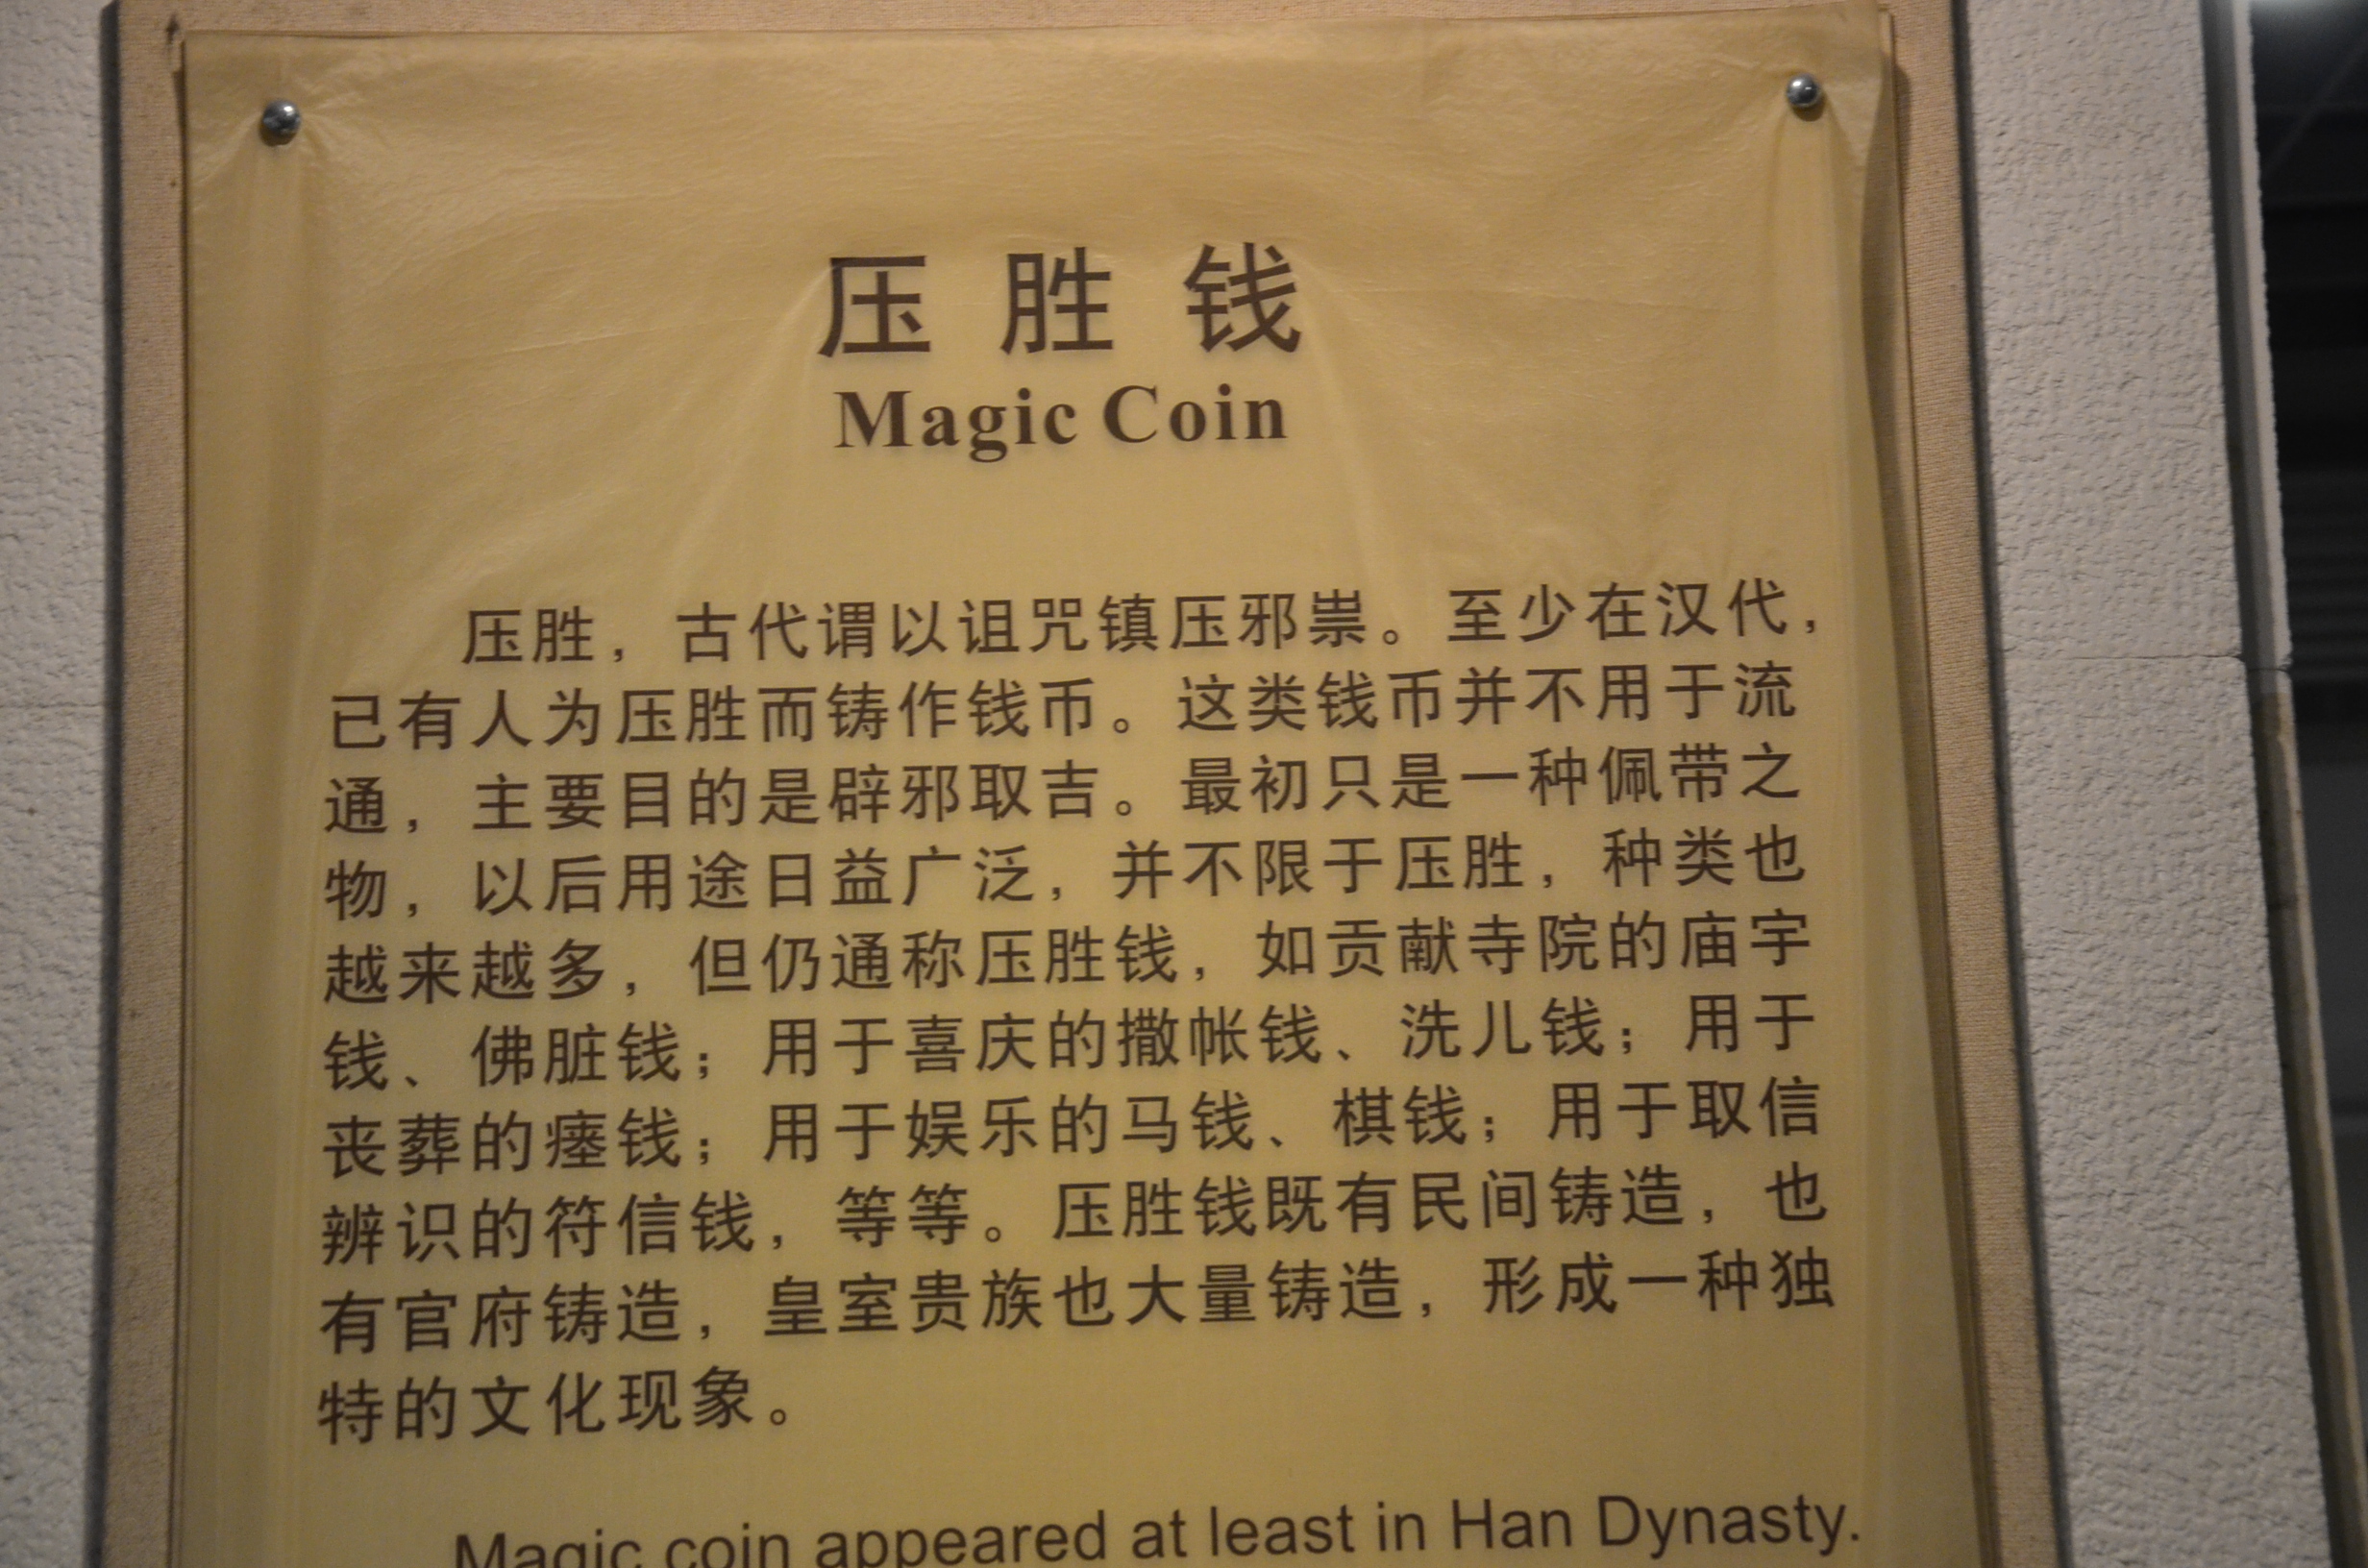 压胜钱
Magic Coin
压胜，古代谓以诅咒镇压邪祟。至少在汉代，
已有人为压胜而铸作钱币。这类钱币并不用于流
通，主要目的是辟邪取吉。最初只是一种佩带之
物，以后用途日益广泛，并不限于压胜，种类也
越来越多，但仍通称压胜钱，如贡献寺院的庙宇
钱、佛脏钱；用于喜庆的撒帐钱、洗儿钱；用于
丧葬的瘗钱；用于娱乐的马钱、棋钱；用于取信
辨识的符信钱，等等。压胜钱既有民间铸造，也
有官府铸造，皇室贵族也大量铸造，形成一种独
特的文化现象。
Magic coin appeared at least in Han Dynasty.